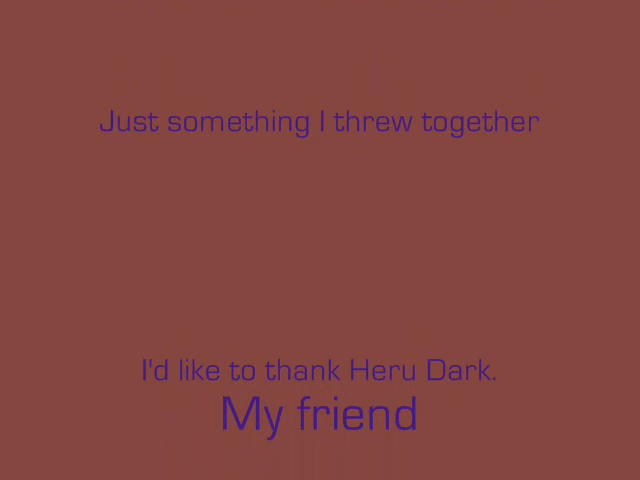 Just something I threw together
I'd like to thank Heru Dark.
My friend